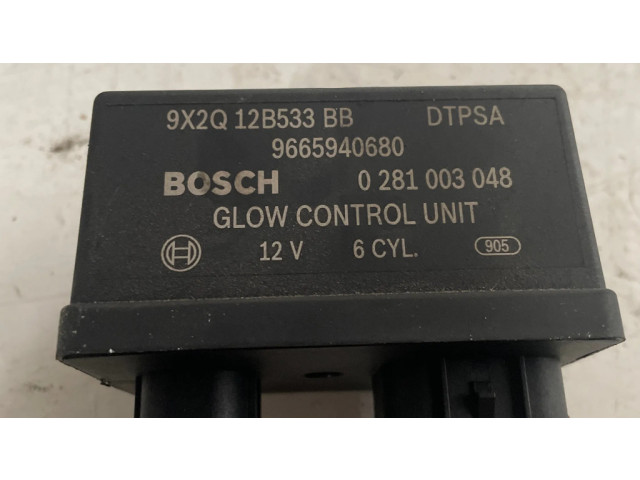 9X2Q 12B533 BB DTPSA
9665940680
BOSCH 0 281 003 048
GLOW CONTROL UNIT
12 V 6 CYL. 905